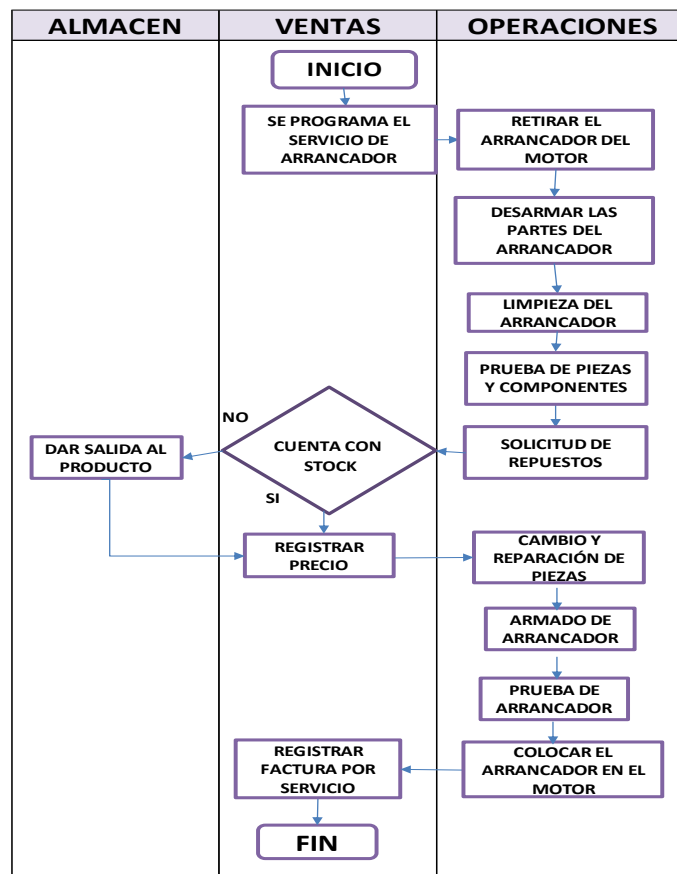 ALMACEN
VENTAS
OPERACIONES
INICIO
SE PROGRAMA EL
SERVICIO DE
ARRANCADOR
RETIRAR EL
ARRANCADOR DEL
MOTOR
DESARMAR LAS
PARTES DEL
ARRANCADOR
LIMPIEZA DEL
ARRANCADOR
PRUEBA DE PIEZAS
Y COMPONENTES
SOLICITUD DE
REPUESTOS
CUENTA CON
STOCK
NO
DAR SALIDA AL
PRODUCTO
SI
REGISTRAR
PRECIO
CAMBIO Y
REPARACIÓN DE
PIEZAS
ARMADO DE
ARRANCADOR
PRUEBA DE
ARRANCADOR
COLOCAR EL
ARRANCADOR EN EL
MOTOR
REGISTRAR
FACTURA POR
SERVICIO
FIN